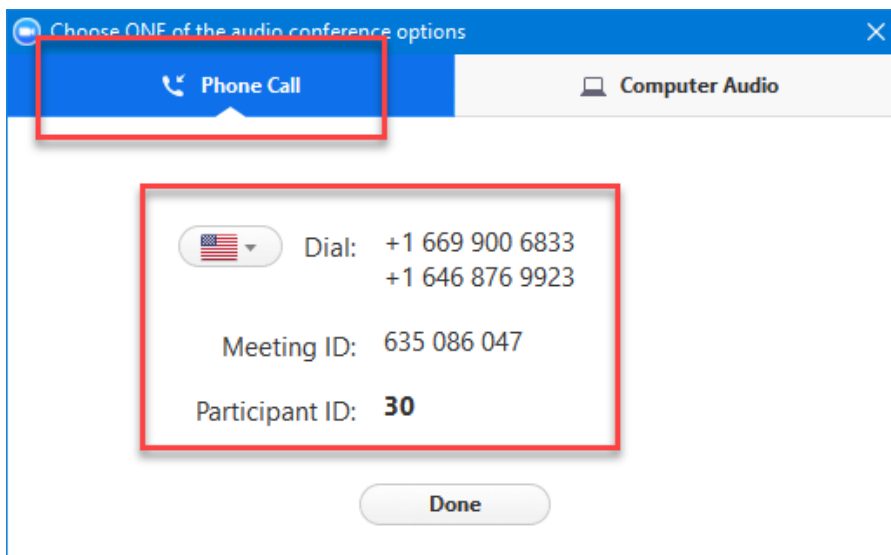 Choose ONE of the audio conference options
Phone Call
Computer Audio
Dial: +1 669 900 6833
+1 646 876 9923
Meeting ID: 635 086 047
Participant ID: 30
Done